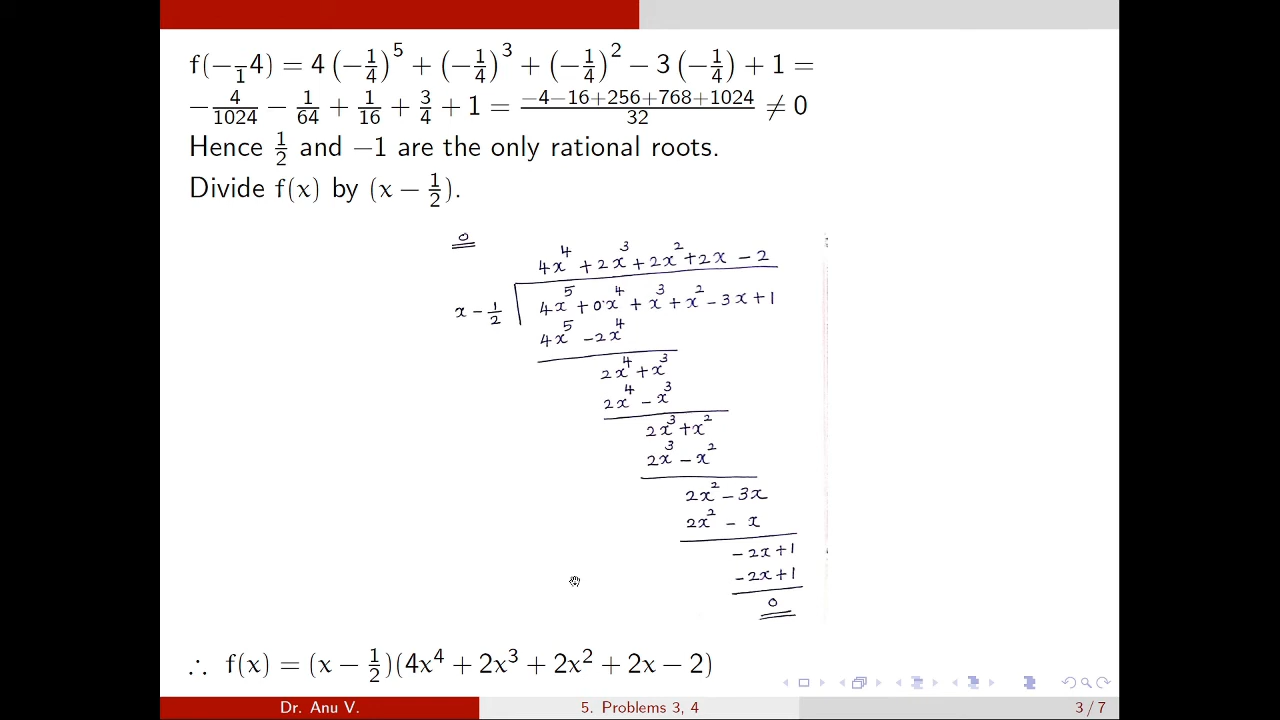 f(−1/4) = 4 (−1/4)^5 + (−1/4)^3 + (−1/4)^2 − 3 (−1/4) + 1 =
−4/1024 − 1/64 + 1/16 + 3/4 + 1 = (−4−16+256+768+1024)/32 ≠ 0
Hence 1/2 and −1 are the only rational roots.
Divide f(x) by (x − 1/2).
0
4x^4 + 2x^3 + 2x^2 + 2x − 2
x − 1/2
4x^5 + 0·x^4 + x^3 + x^2 − 3x + 1
4x^5 − 2x^4
2x^4 + x^3
2x^4 − x^3
2x^3 + x^2
2x^3 − x^2
2x^2 − 3x
2x^2 − x
− 2x + 1
− 2x + 1
0
∴ f(x) = (x − 1/2)(4x^4 + 2x^3 + 2x^2 + 2x − 2)
Dr. Anu V.
5. Problems 3, 4
3 / 7